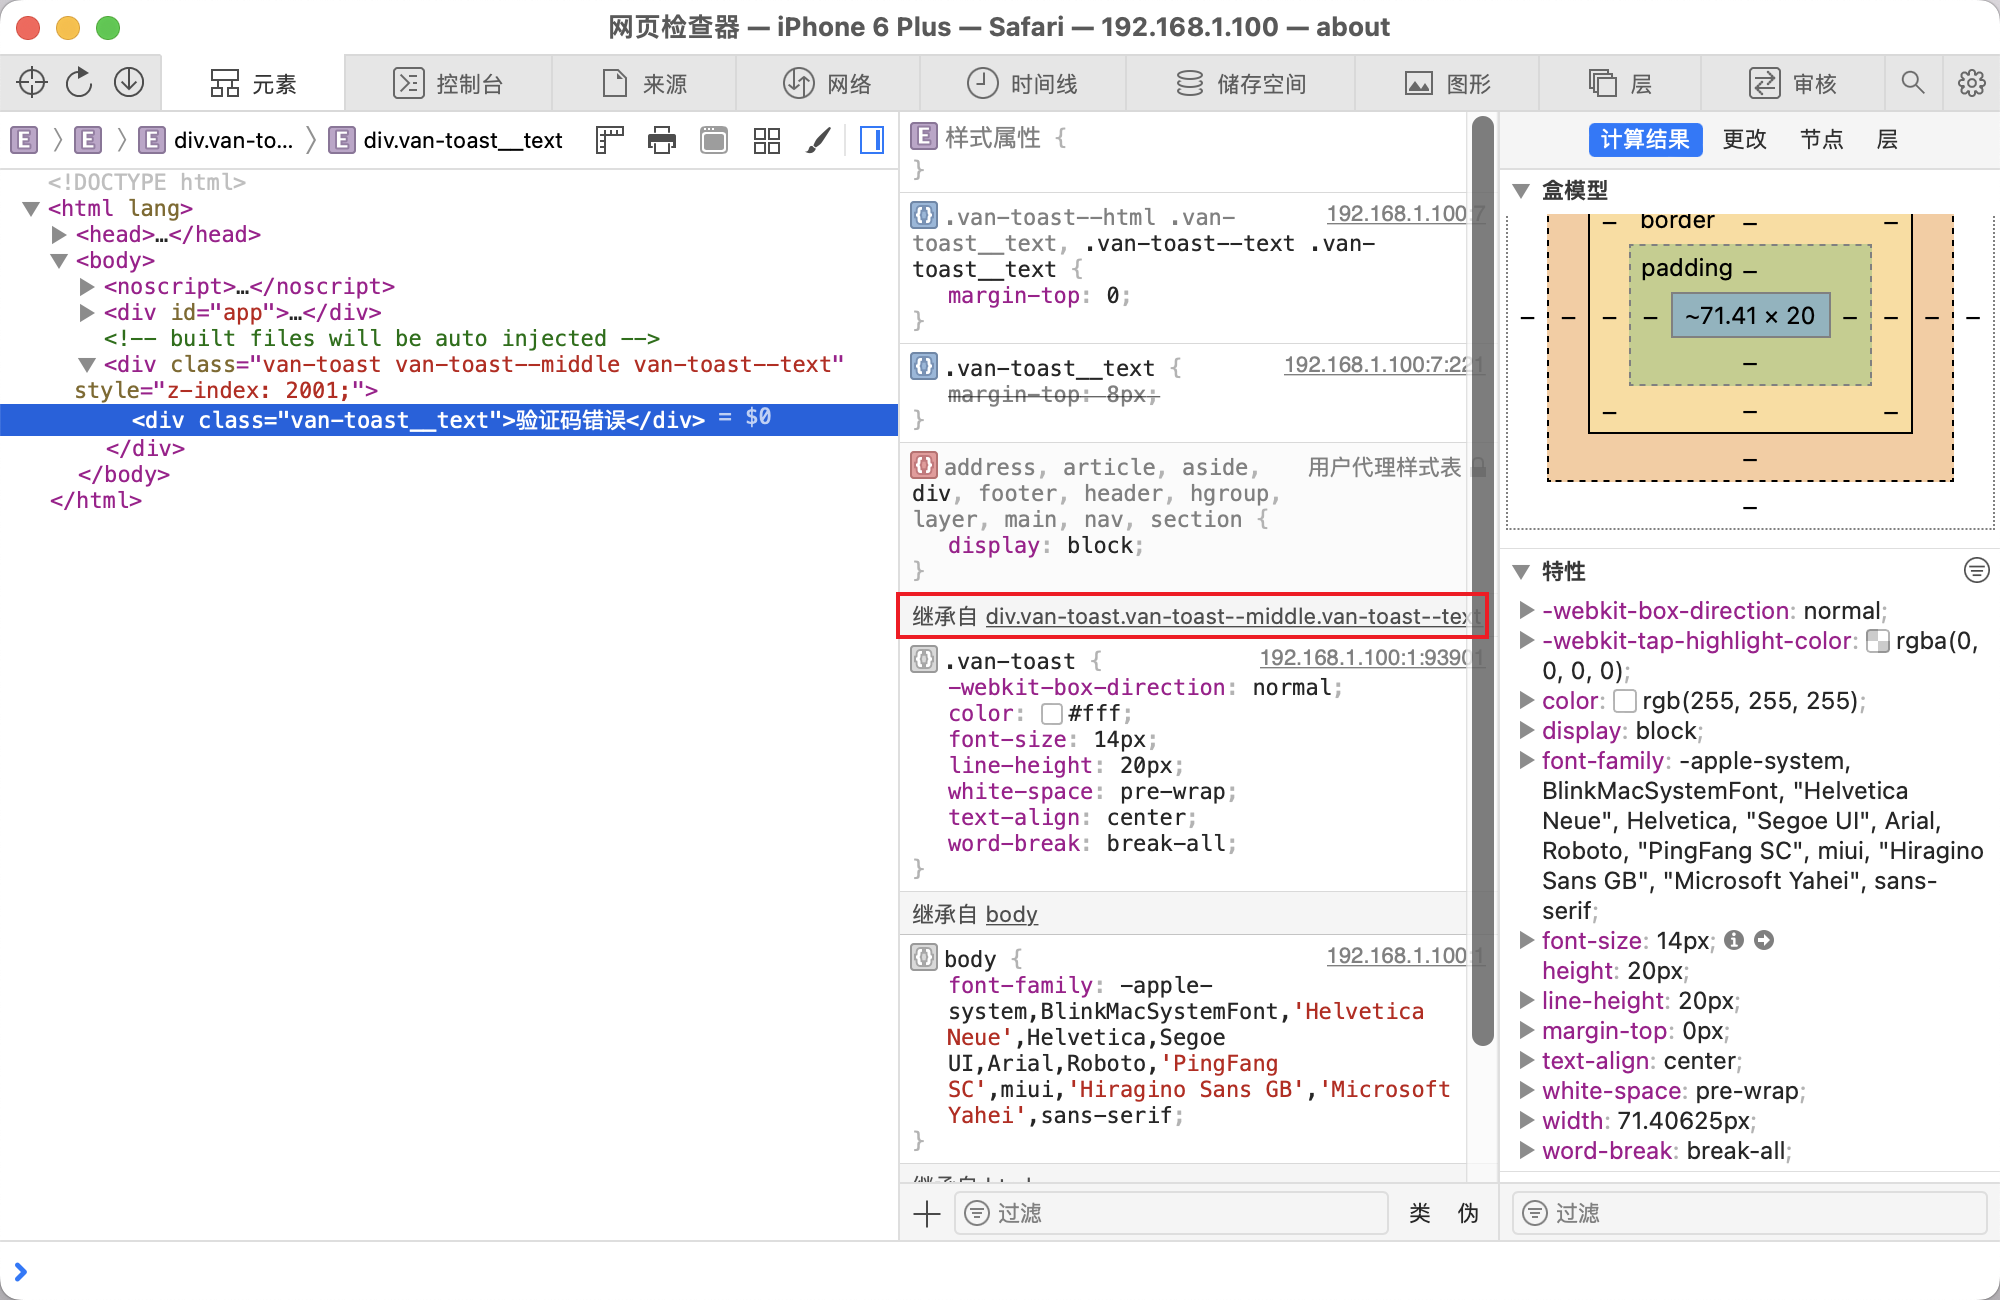 网页检查器 — iPhone 6 Plus — Safari — 192.168.1.100 — about
元素 控制台 来源 网络 时间线 储存空间 图形 层 审核
E E E div.van-to... E div.van-toast__text
<!DOCTYPE html>
<html lang>
<head>…</head>
<body>
<noscript>…</noscript>
<div id="app">…</div>
<!-- built files will be auto injected -->
<div class="van-toast van-toast--middle van-toast--text"
style="z-index: 2001;">
<div class="van-toast__text">验证码错误</div> = $0
</div>
</body>
</html>
E 样式属性 {
}
.van-toast--html .van- 192.168.1.100:7
toast__text, .van-toast--text .van-
toast__text {
margin-top: 0;
}
.van-toast__text { 192.168.1.100:7:221
margin-top: 8px;
}
address, article, aside, 用户代理样式表
div, footer, header, hgroup,
layer, main, nav, section {
display: block;
}
继承自 div.van-toast.van-toast--middle.van-toast--text
.van-toast { 192.168.1.100:1:93901
-webkit-box-direction: normal;
color: #fff;
font-size: 14px;
line-height: 20px;
white-space: pre-wrap;
text-align: center;
word-break: break-all;
}
继承自 body
body { 192.168.1.100:1
font-family: -apple-
system,BlinkMacSystemFont,'Helvetica
Neue',Helvetica,Segoe
UI,Arial,Roboto,'PingFang
SC',miui,'Hiragino Sans GB','Microsoft
Yahei',sans-serif;
}
过滤 类 伪
计算结果 更改 节点 层
盒模型
border –
padding –
~71.41 × 20
特性
-webkit-box-direction: normal;
-webkit-tap-highlight-color: rgba(0,
0, 0, 0);
color: rgb(255, 255, 255);
display: block;
font-family: -apple-system,
BlinkMacSystemFont, "Helvetica
Neue", Helvetica, "Segoe UI", Arial,
Roboto, "PingFang SC", miui, "Hiragino
Sans GB", "Microsoft Yahei", sans-
serif;
font-size: 14px;
height: 20px;
line-height: 20px;
margin-top: 0px;
text-align: center;
white-space: pre-wrap;
width: 71.40625px;
word-break: break-all;
过滤